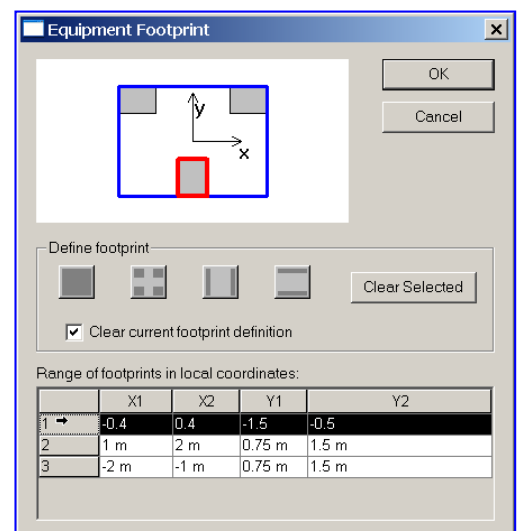 Equipment Footprint
OK
Cancel
y
x
Define footprint
Clear Selected
Clear current footprint definition
Range of footprints in local coordinates:
X1 X2 Y1 Y2
1 -0.4 0.4 -1.5 -0.5
2 1 m 2 m 0.75 m 1.5 m
3 -2 m -1 m 0.75 m 1.5 m